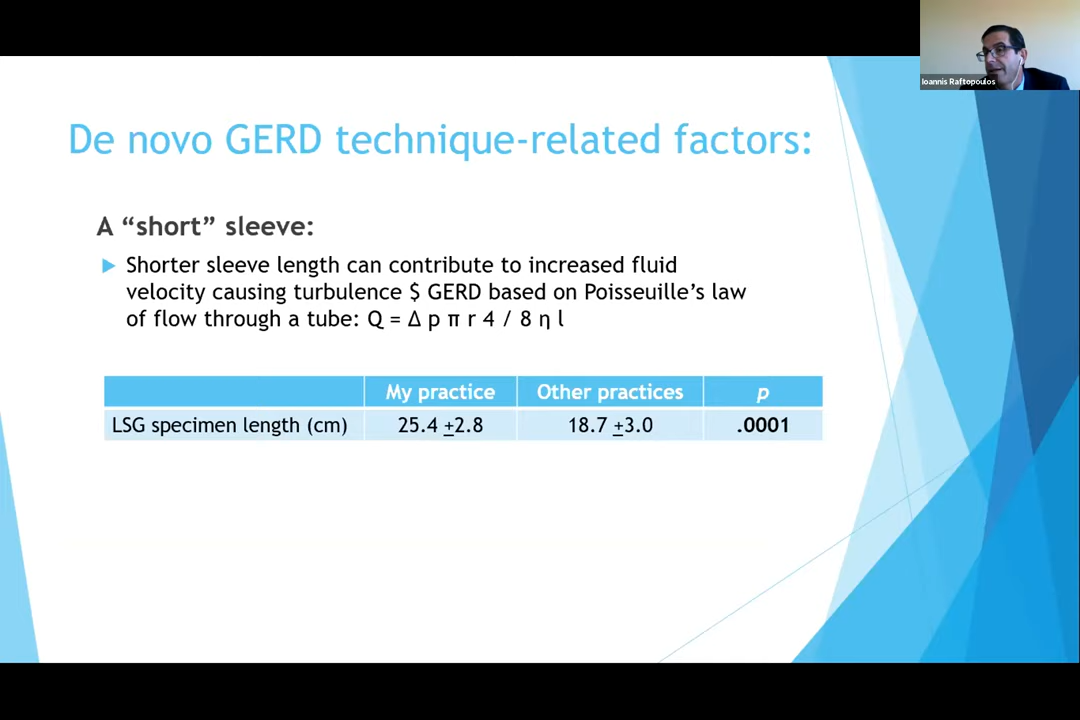 Ioannis Raftopoulos
De novo GERD technique-related factors:
A “short” sleeve:
Shorter sleeve length can contribute to increased fluid
velocity causing turbulence $ GERD based on Poisseuille’s law
of flow through a tube: Q = Δ p π r 4 / 8 η l
My practice Other practices p
LSG specimen length (cm) 25.4 +2.8 18.7 +3.0 .0001